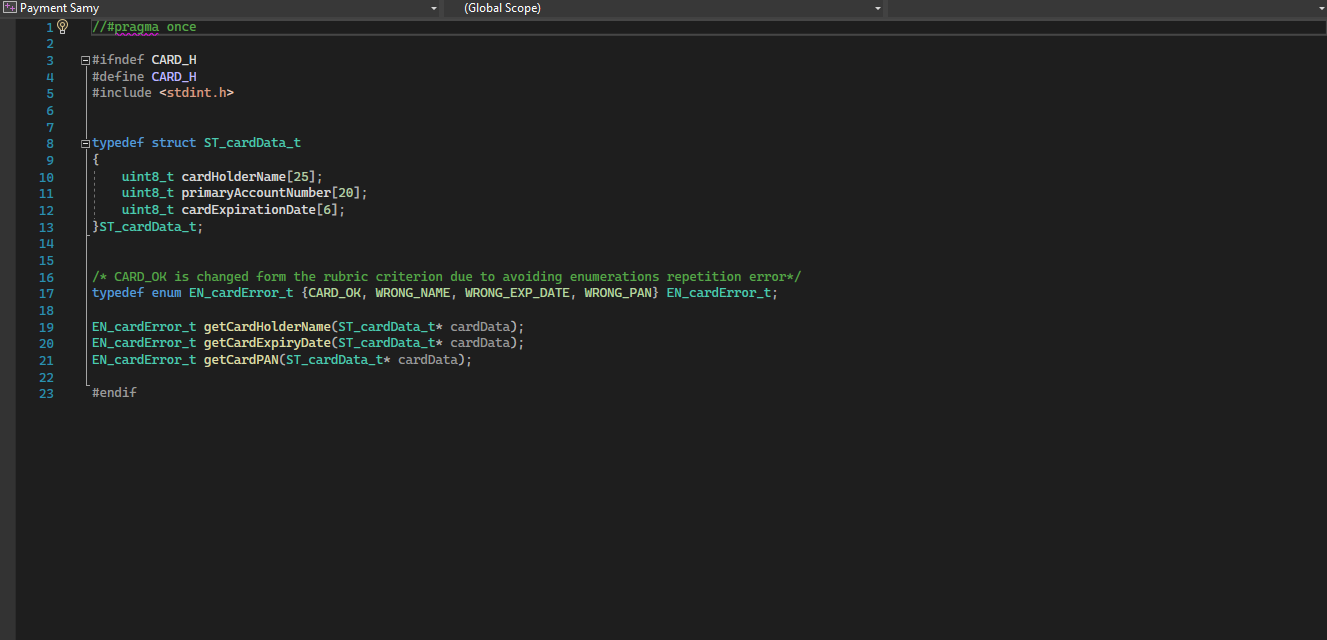 Payment Samy (Global Scope)
1 //#pragma once
2
3 #ifndef CARD_H
4 #define CARD_H
5 #include <stdint.h>
6
7
8 typedef struct ST_cardData_t
9 {
10 uint8_t cardHolderName[25];
11 uint8_t primaryAccountNumber[20];
12 uint8_t cardExpirationDate[6];
13 }ST_cardData_t;
14
15
16 /* CARD_OK is changed form the rubric criterion due to avoiding enumerations repetition error*/
17 typedef enum EN_cardError_t {CARD_OK, WRONG_NAME, WRONG_EXP_DATE, WRONG_PAN} EN_cardError_t;
18
19 EN_cardError_t getCardHolderName(ST_cardData_t* cardData);
20 EN_cardError_t getCardExpiryDate(ST_cardData_t* cardData);
21 EN_cardError_t getCardPAN(ST_cardData_t* cardData);
22
23 #endif